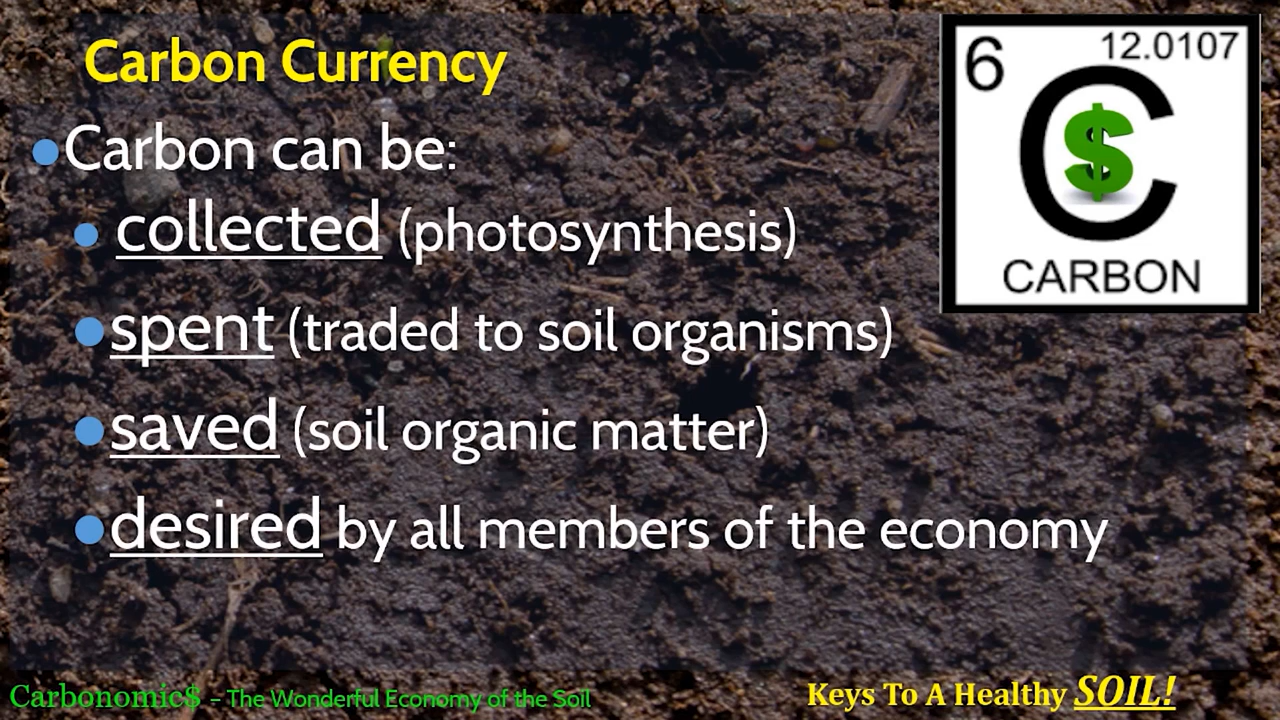 Carbon Currency
6
12.0107
C
$
CARBON
Carbon can be:
collected (photosynthesis)
spent (traded to soil organisms)
saved (soil organic matter)
desired by all members of the economy
Carbonomic$ – The Wonderful Economy of the Soil
Keys To A Healthy SOIL!